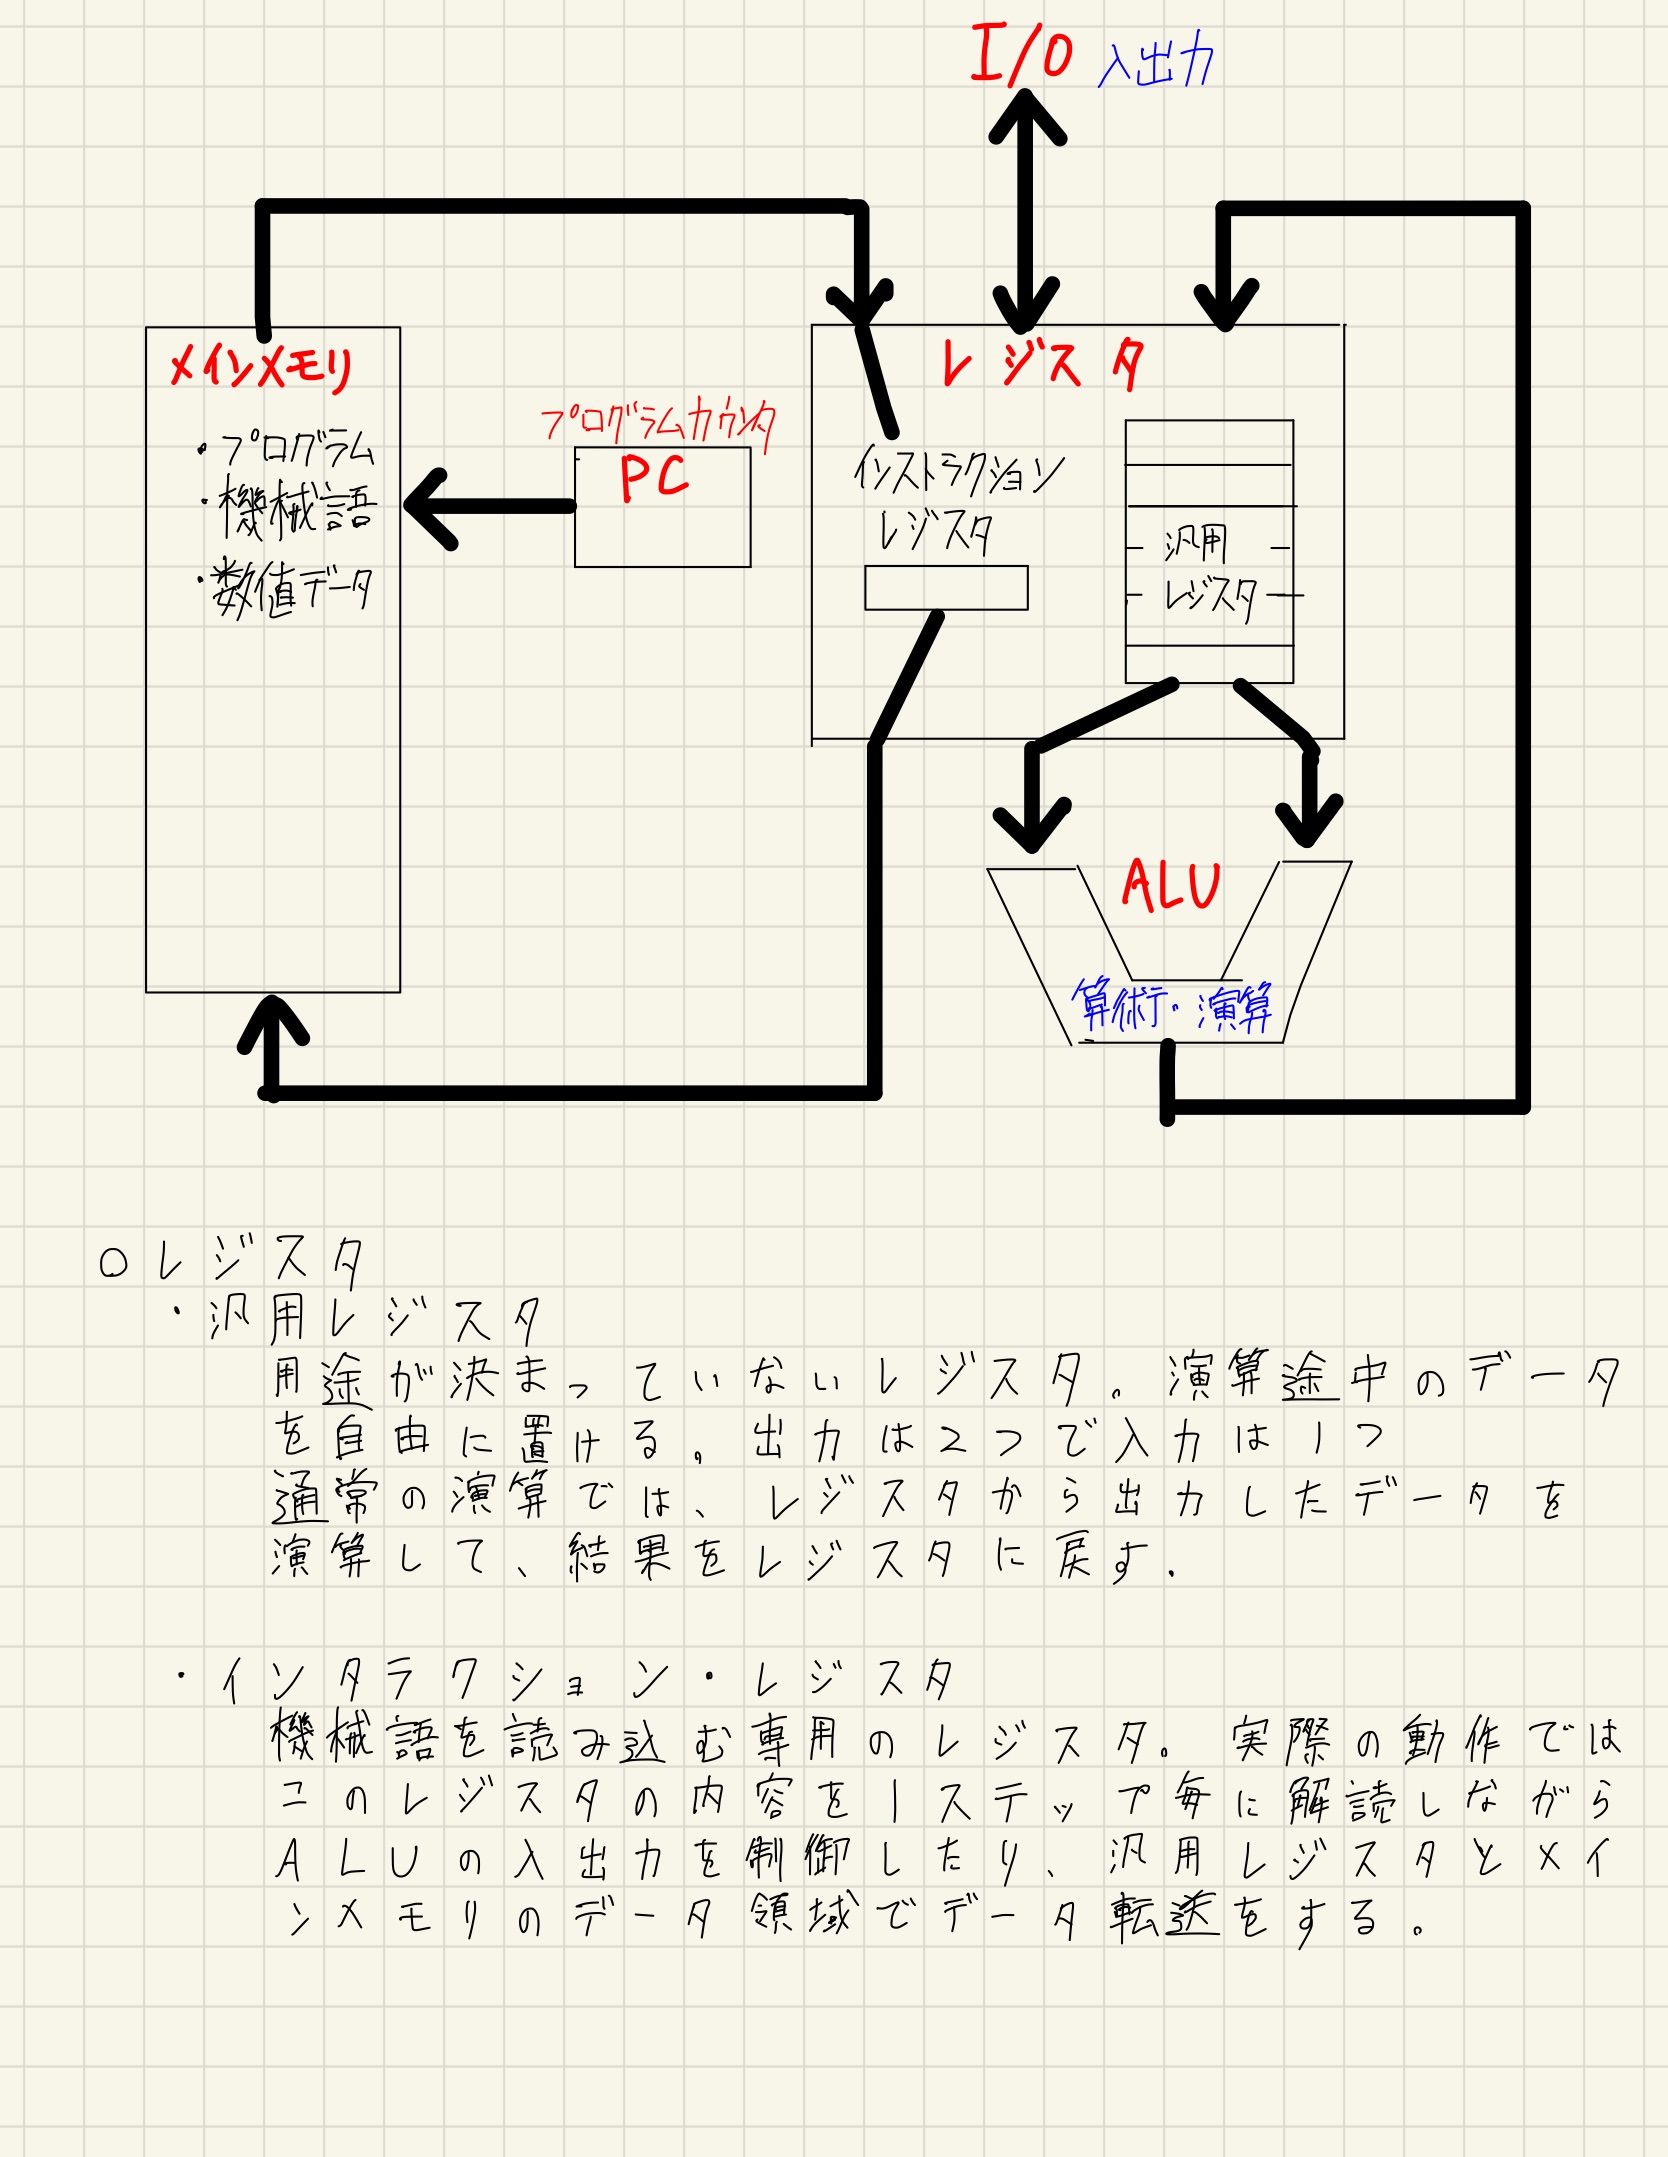 I/O 入出力
メインメモリ
・プログラム
・機械語
・数値データ
プログラムカウンタ
PC
レジスタ
インストラクション
レジスタ
汎用
レジスタ
ALU
算術・演算
○レジスタ
・汎用レジスタ
用途が決まっていないレジスタ。演算途中のデータ
を自由に置ける。出力は2つで入力は1つ
通常の演算では、レジスタから出力したデータを
演算して、結果をレジスタに戻す.
・インタラクション・レジスタ
機械語を読み込む専用のレジスタ。実際の動作では
このレジスタの内容を1ステップ毎に解読しながら
ALUの入出力を制御したり、汎用レジスタとメイ
ンメモリのデータ領域でデータ転送をする。